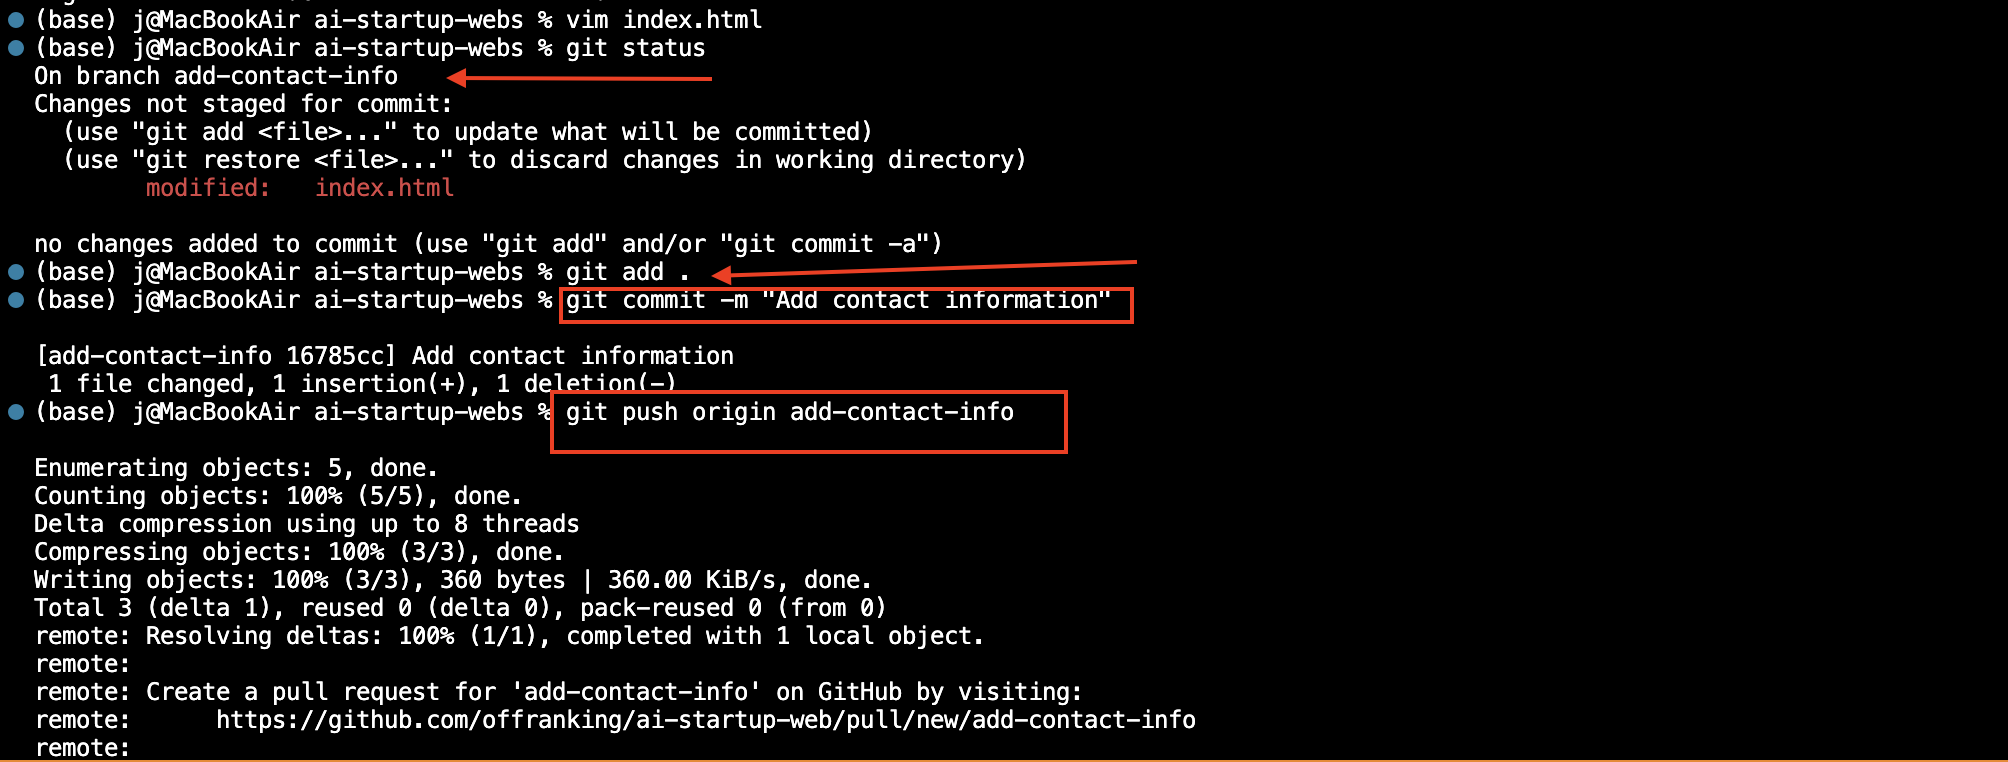 (base) j@MacBookAir ai-startup-webs % vim index.html
(base) j@MacBookAir ai-startup-webs % git status
On branch add-contact-info
Changes not staged for commit:
  (use "git add <file>..." to update what will be committed)
  (use "git restore <file>..." to discard changes in working directory)
        modified:   index.html

no changes added to commit (use "git add" and/or "git commit -a")
(base) j@MacBookAir ai-startup-webs % git add .
(base) j@MacBookAir ai-startup-webs % git commit -m "Add contact information"

[add-contact-info 16785cc] Add contact information
 1 file changed, 1 insertion(+), 1 deletion(-)
(base) j@MacBookAir ai-startup-webs % git push origin add-contact-info

Enumerating objects: 5, done.
Counting objects: 100% (5/5), done.
Delta compression using up to 8 threads
Compressing objects: 100% (3/3), done.
Writing objects: 100% (3/3), 360 bytes | 360.00 KiB/s, done.
Total 3 (delta 1), reused 0 (delta 0), pack-reused 0 (from 0)
remote: Resolving deltas: 100% (1/1), completed with 1 local object.
remote:
remote: Create a pull request for 'add-contact-info' on GitHub by visiting:
remote:      https://github.com/offranking/ai-startup-web/pull/new/add-contact-info
remote: